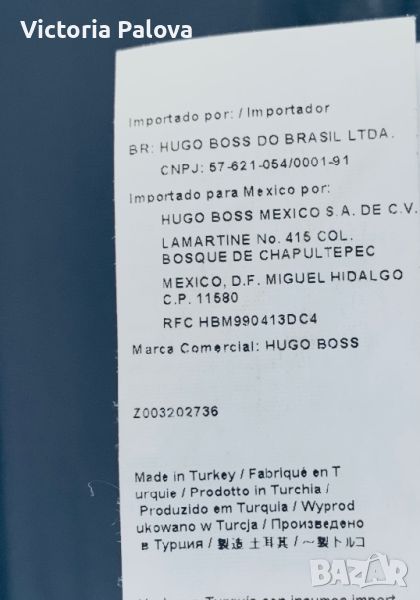 Victoria Palova
Importado por: / Importador
BR: HUGO BOSS DO BRASIL LTDA.
CNPJ: 57-621-054/0001-91
Importado para Mexico por:
HUGO BOSS MEXICO S.A. DE C.V.
LAMARTINE No. 415 COL.
BOSQUE DE CHAPULTEPEC
MEXICO, D.F. MIGUEL HIDALGO
C.P. 11580
RFC HBM990413DC4
Marca Comercial: HUGO BOSS
Z003202736
Made in Turkey / Fabriqué en T
urquie / Prodotto in Turchia /
Produzido em Turquia / Wyprod
ukowano w Turcja / Произведено
в Турция / 製造 土耳其 / ～製トルコ
BAZAR